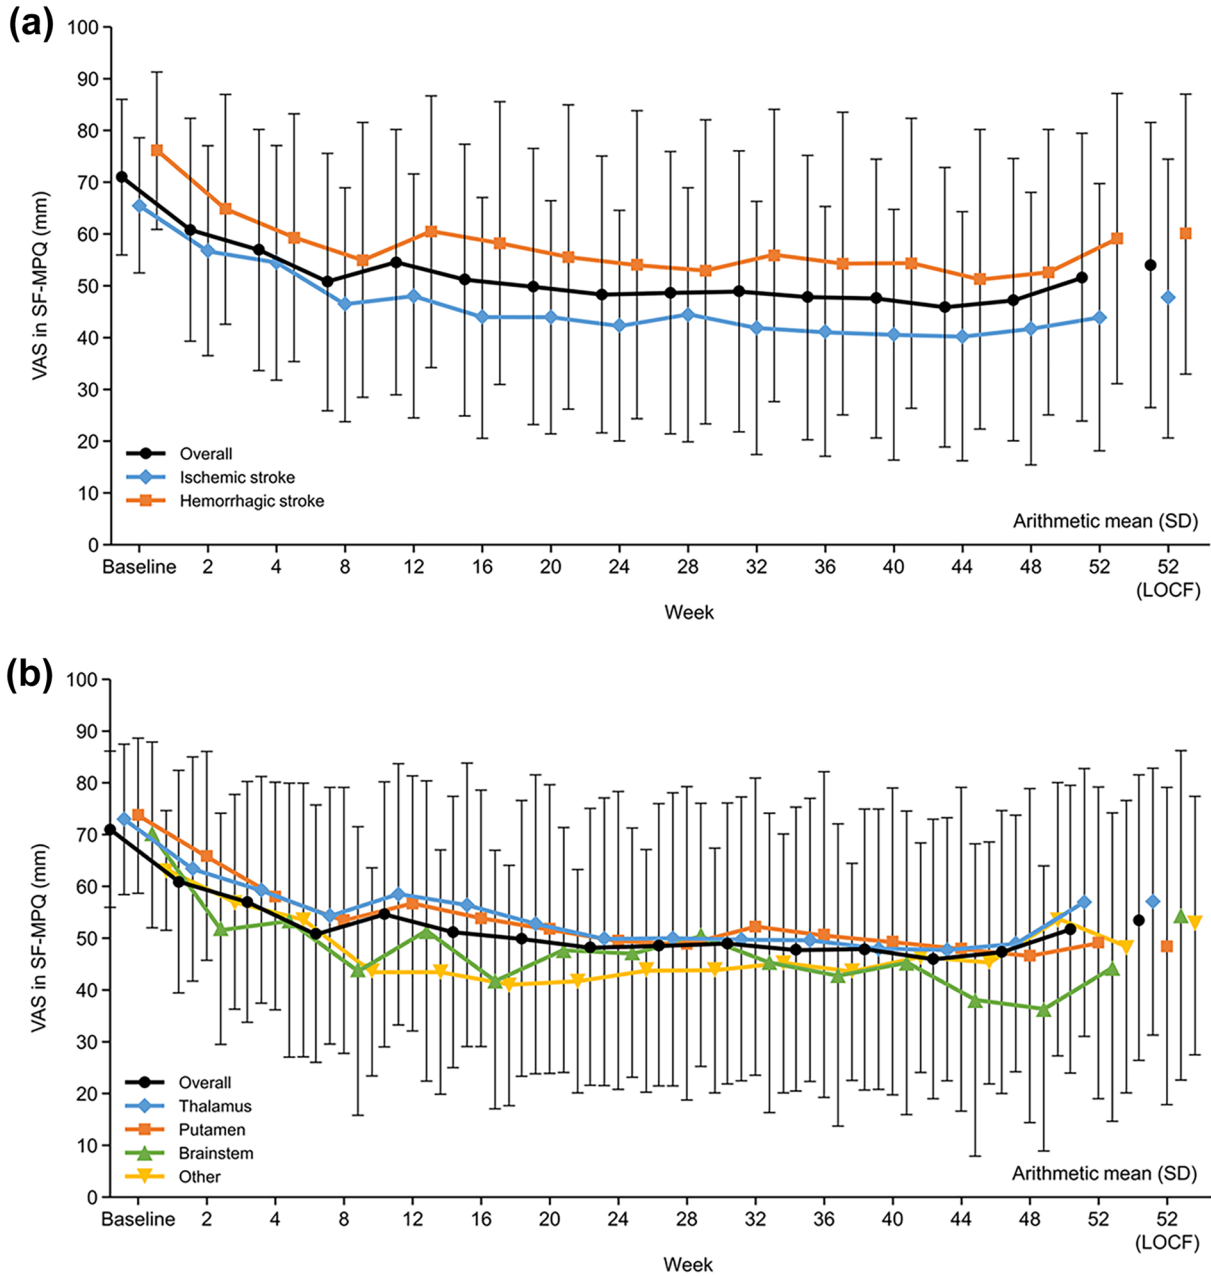 (a)
VAS in SF-MPQ (mm)
100
90
80
70
60
50
40
30
20
10
0
Overall
Ischemic stroke
Hemorrhagic stroke
Arithmetic mean (SD)
Baseline 2 4 8 12 16 20 24 28 32 36 40 44 48 52 52
(LOCF)
Week
(b)
VAS in SF-MPQ (mm)
100
90
80
70
60
50
40
30
20
10
0
Overall
Thalamus
Putamen
Brainstem
Other
Arithmetic mean (SD)
Baseline 2 4 8 12 16 20 24 28 32 36 40 44 48 52 52
(LOCF)
Week